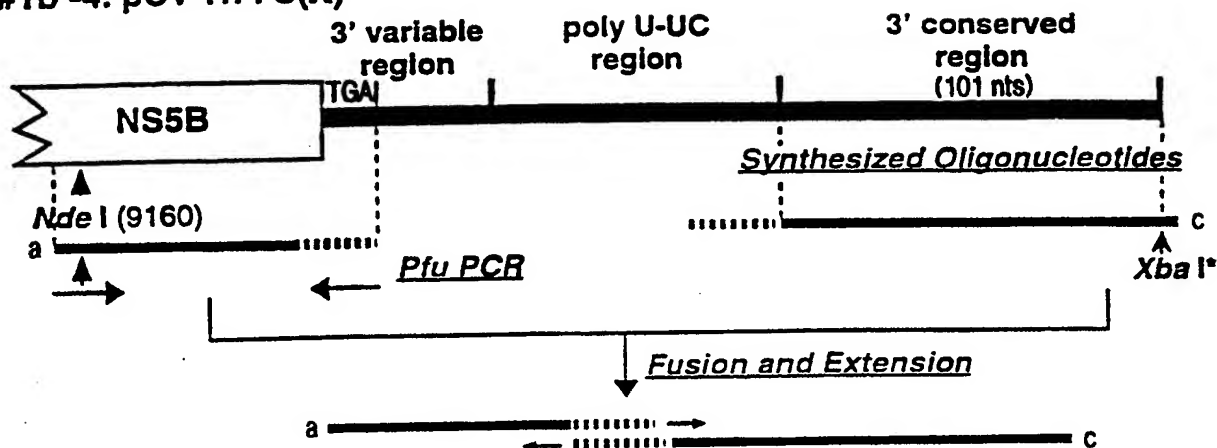 3' variable region
poly U-UC region
3' conserved region
(101 nts)
TGA
NS5B
Synthesized Oligonucleotides
Nde I (9160)
a
c
Pfu PCR
Xba I*
Fusion and Extension
a
c